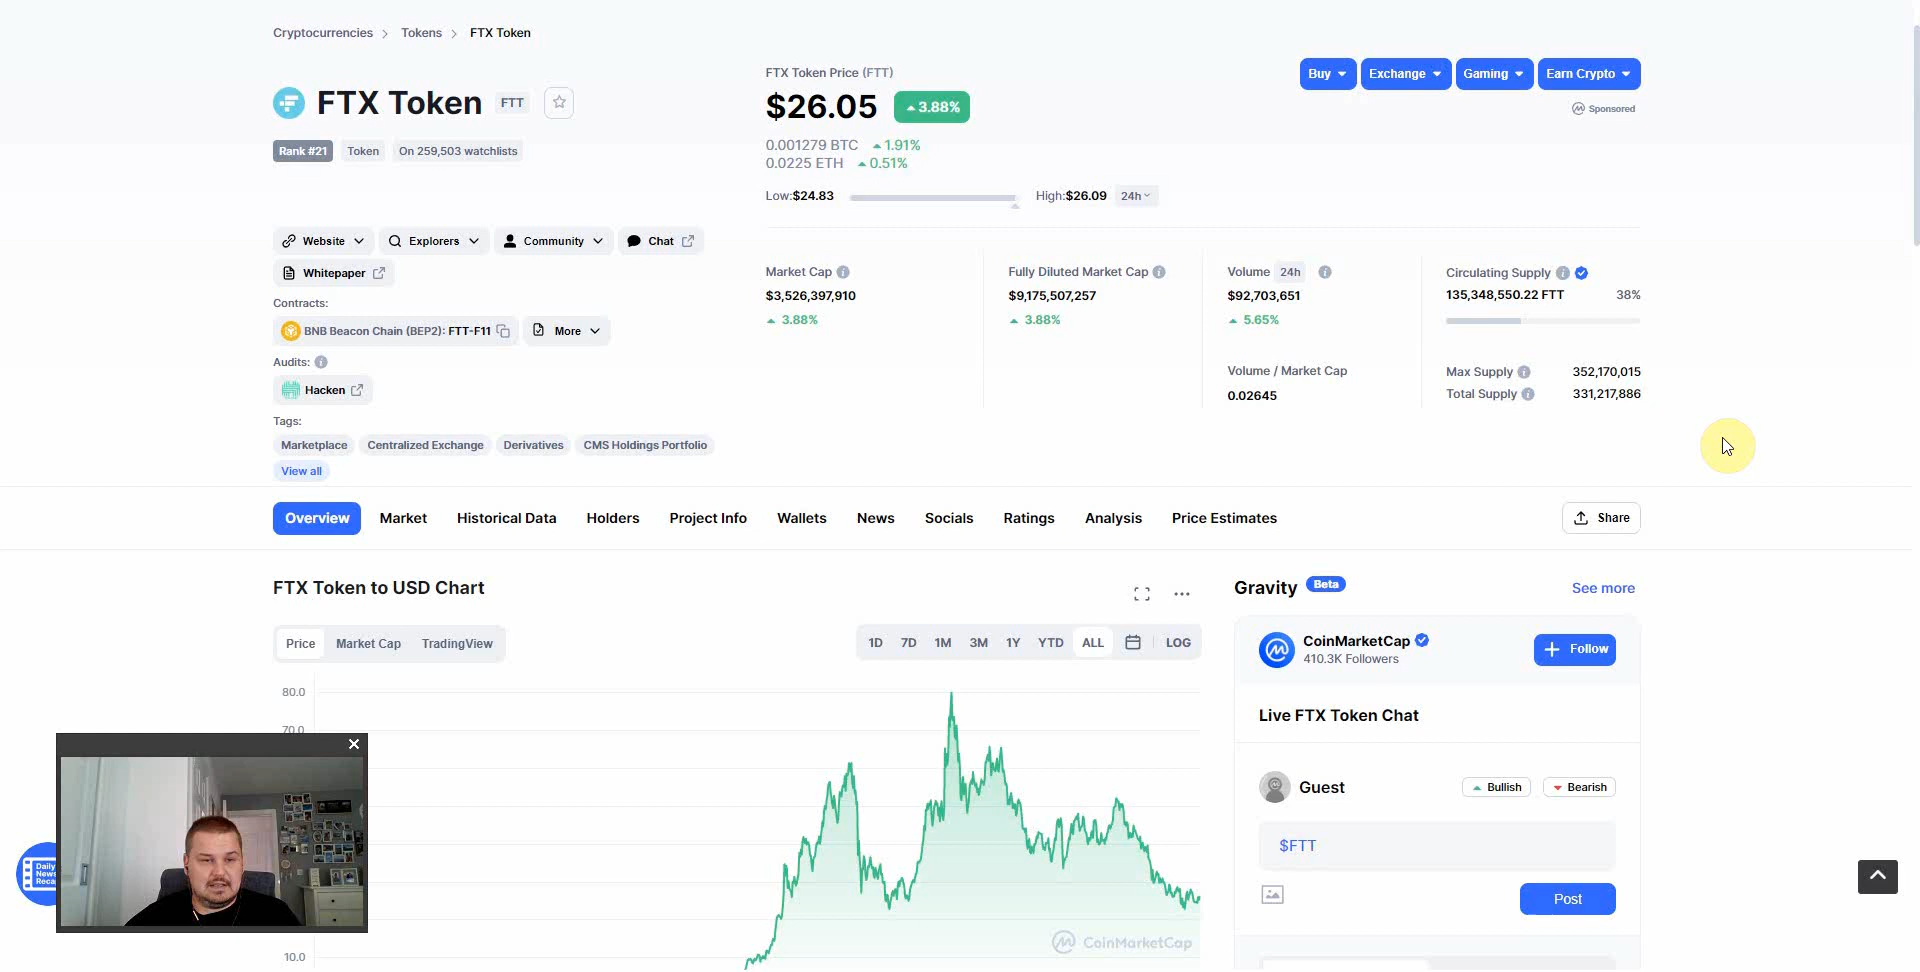 Cryptocurrencies > Tokens > FTX Token
FTX Token FTT
Rank #21 Token On 259,503 watchlists
Website Explorers Community Chat
Whitepaper
Contracts:
BNB Beacon Chain (BEP2): FTT-F11 More
Audits:
Hacken
Tags:
Marketplace Centralized Exchange Derivatives CMS Holdings Portfolio
View all
FTX Token Price (FTT)
$26.05 3.88%
0.001279 BTC 1.91%
0.0225 ETH 0.51%
Low:$24.83 High:$26.09 24h
Buy Exchange Gaming Earn Crypto
Sponsored
Market Cap
$3,526,397,910
3.88%
Fully Diluted Market Cap
$9,175,507,257
3.88%
Volume 24h
$92,703,651
5.65%
Volume / Market Cap
0.02645
Circulating Supply
135,348,550.22 FTT 38%
Max Supply 352,170,015
Total Supply 331,217,886
Overview Market Historical Data Holders Project Info Wallets News Socials Ratings Analysis Price Estimates Share
FTX Token to USD Chart
Price Market Cap TradingView 1D 7D 1M 3M 1Y YTD ALL LOG
80.0
70.0
10.0
CoinMarketCap
Gravity Beta See more
CoinMarketCap
410.3K Followers
Follow
Live FTX Token Chat
Guest Bullish Bearish
$FTT
Post
Daily
News